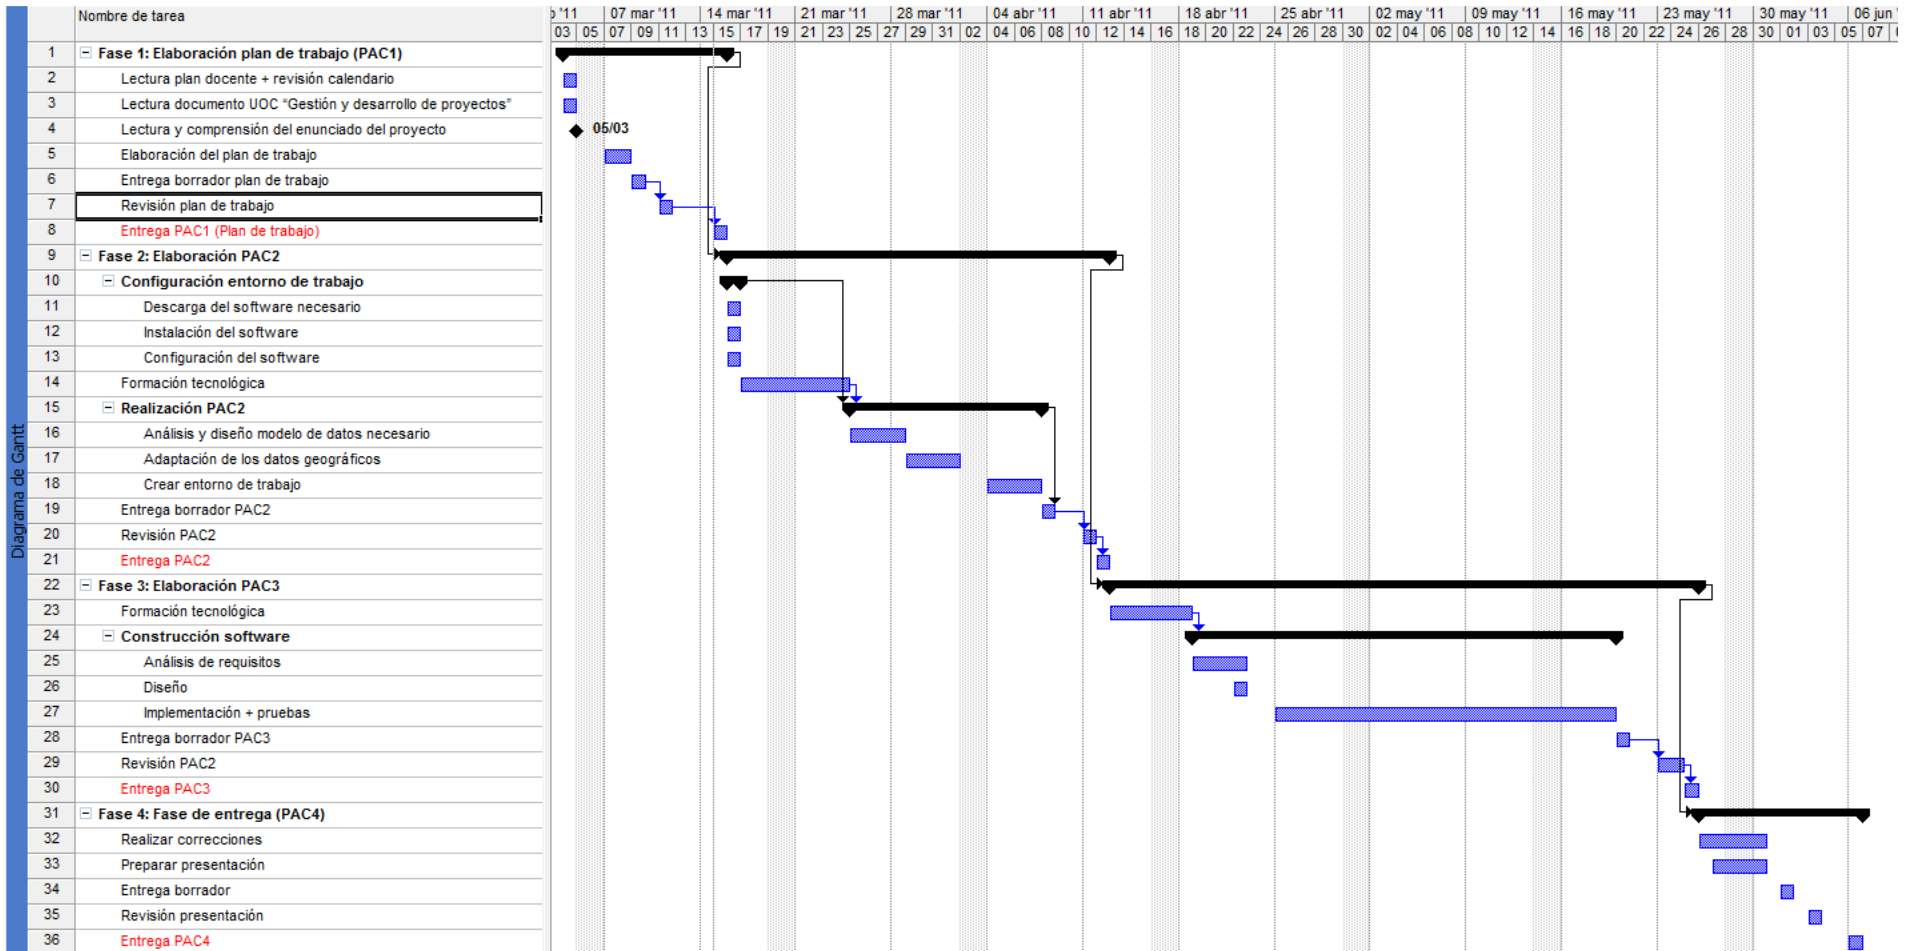 Nombre de tarea
'11 07 mar '11 14 mar '11 21 mar '11 28 mar '11 04 abr '11 11 abr '11 18 abr '11 25 abr '11 02 may '11 09 may '11 16 may '11 23 may '11 30 may '11 06 jun
03 05 07 09 11 13 15 17 19 21 23 25 27 29 31 02 04 06 08 10 12 14 16 18 20 22 24 26 28 30 02 04 06 08 10 12 14 16 18 20 22 24 26 28 30 01 03 05 07
Diagrama de Gantt
1 Fase 1: Elaboración plan de trabajo (PAC1)
2 Lectura plan docente + revisión calendario
3 Lectura documento UOC "Gestión y desarrollo de proyectos"
4 Lectura y comprensión del enunciado del proyecto 05/03
5 Elaboración del plan de trabajo
6 Entrega borrador plan de trabajo
7 Revisión plan de trabajo
8 Entrega PAC1 (Plan de trabajo)
9 Fase 2: Elaboración PAC2
10 Configuración entorno de trabajo
11 Descarga del software necesario
12 Instalación del software
13 Configuración del software
14 Formación tecnológica
15 Realización PAC2
16 Análisis y diseño modelo de datos necesario
17 Adaptación de los datos geográficos
18 Crear entorno de trabajo
19 Entrega borrador PAC2
20 Revisión PAC2
21 Entrega PAC2
22 Fase 3: Elaboración PAC3
23 Formación tecnológica
24 Construcción software
25 Análisis de requisitos
26 Diseño
27 Implementación + pruebas
28 Entrega borrador PAC3
29 Revisión PAC2
30 Entrega PAC3
31 Fase 4: Fase de entrega (PAC4)
32 Realizar correcciones
33 Preparar presentación
34 Entrega borrador
35 Revisión presentación
36 Entrega PAC4